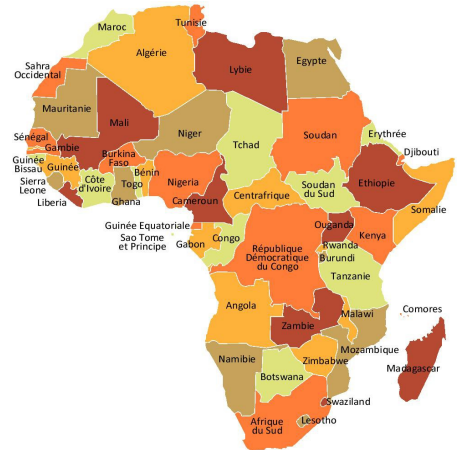 Maroc
Tunisie
Algérie
Lybie
Egypte
Sahra
Occidental
Mauritanie
Mali
Niger
Tchad
Soudan
Erythrée
Djibouti
Sénégal
Gambie
Guinée
Bissau
Guinée
Sierra
Leone
Liberia
Côte
d'Ivoire
Burkina
Faso
Ghana
Togo
Bénin
Nigeria
Cameroun
Centrafrique
Soudan
du Sud
Ethiopie
Somalie
Guinée Equatoriale
Sao Tome
et Principe
Gabon
Congo
République
Démocratique
du Congo
Ouganda
Kenya
Rwanda
Burundi
Tanzanie
Angola
Zambie
Malawi
Comores
Mozambique
Madagascar
Namibie
Zimbabwe
Botswana
Swaziland
Afrique
du Sud
Lesotho